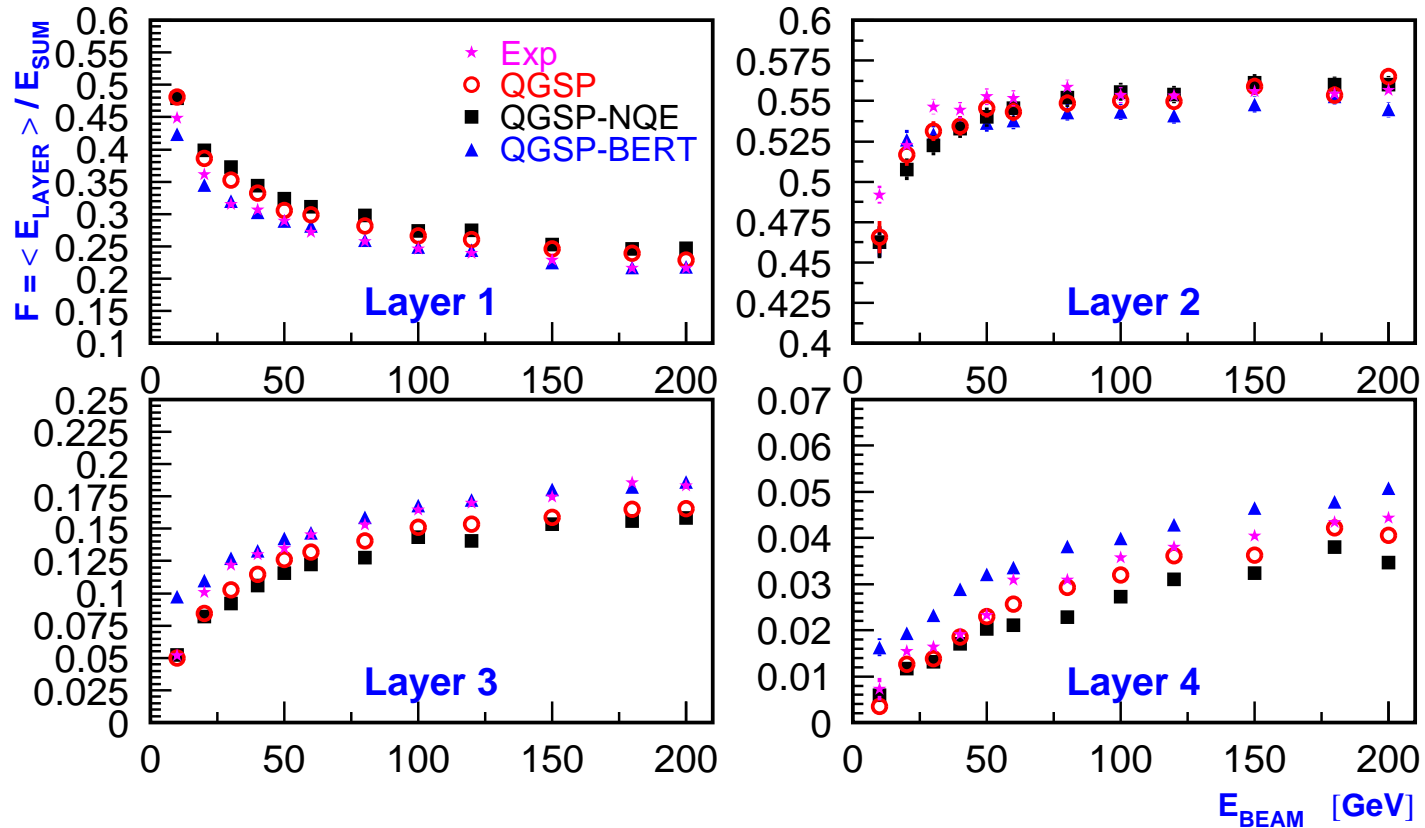 F = < E_LAYER > / E_SUM
0.6
0.55
0.5
0.45
0.4
0.35
0.3
0.25
0.2
0.15
0.1
Exp
QGSP
QGSP-NQE
QGSP-BERT
Layer 1
0 50 100 150 200
0.6
0.575
0.55
0.525
0.5
0.475
0.45
0.425
0.4
Layer 2
0 50 100 150 200
0.25
0.225
0.2
0.175
0.15
0.125
0.1
0.075
0.05
0.025
0
Layer 3
0 50 100 150 200
0.07
0.06
0.05
0.04
0.03
0.02
0.01
0
Layer 4
0 50 100 150 200
E_BEAM [GeV]